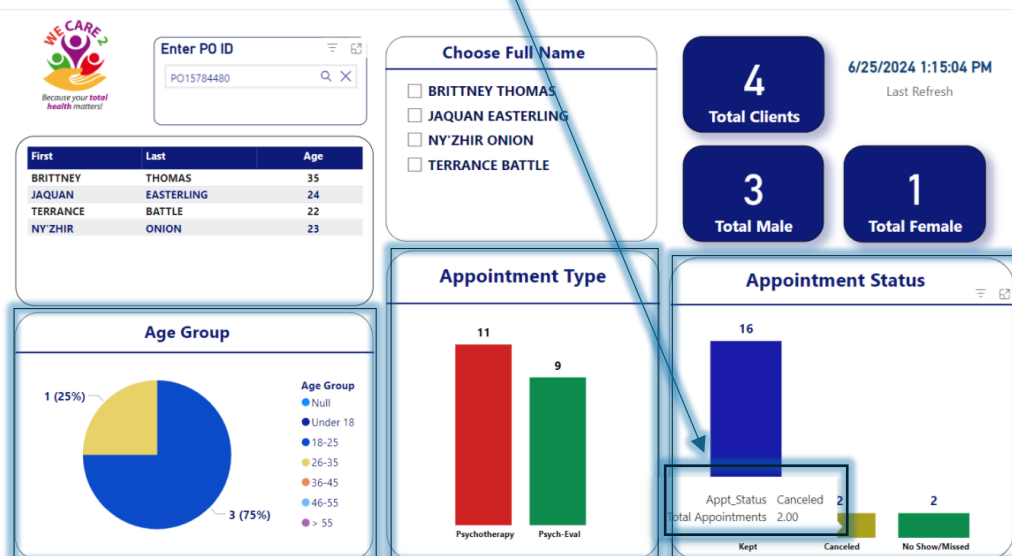 WE CARE 2
Because your total
health matters!
Enter PO ID
PO15784480
Choose Full Name
BRITTNEY THOMAS
JAQUAN EASTERLING
NY'ZHIR ONION
TERRANCE BATTLE
4
Total Clients
6/25/2024 1:15:04 PM
Last Refresh
3
Total Male
1
Total Female
First Last Age
BRITTNEY THOMAS 35
JAQUAN EASTERLING 24
TERRANCE BATTLE 22
NY'ZHIR ONION 23
Age Group
1 (25%)
3 (75%)
Age Group
Null
Under 18
18-25
26-35
36-45
46-55
> 55
Appointment Type
11
9
Psychotherapy Psych-Eval
Appointment Status
16
Appt_Status Canceled
Total Appointments 2.00
2
2
Kept Canceled No Show/Missed